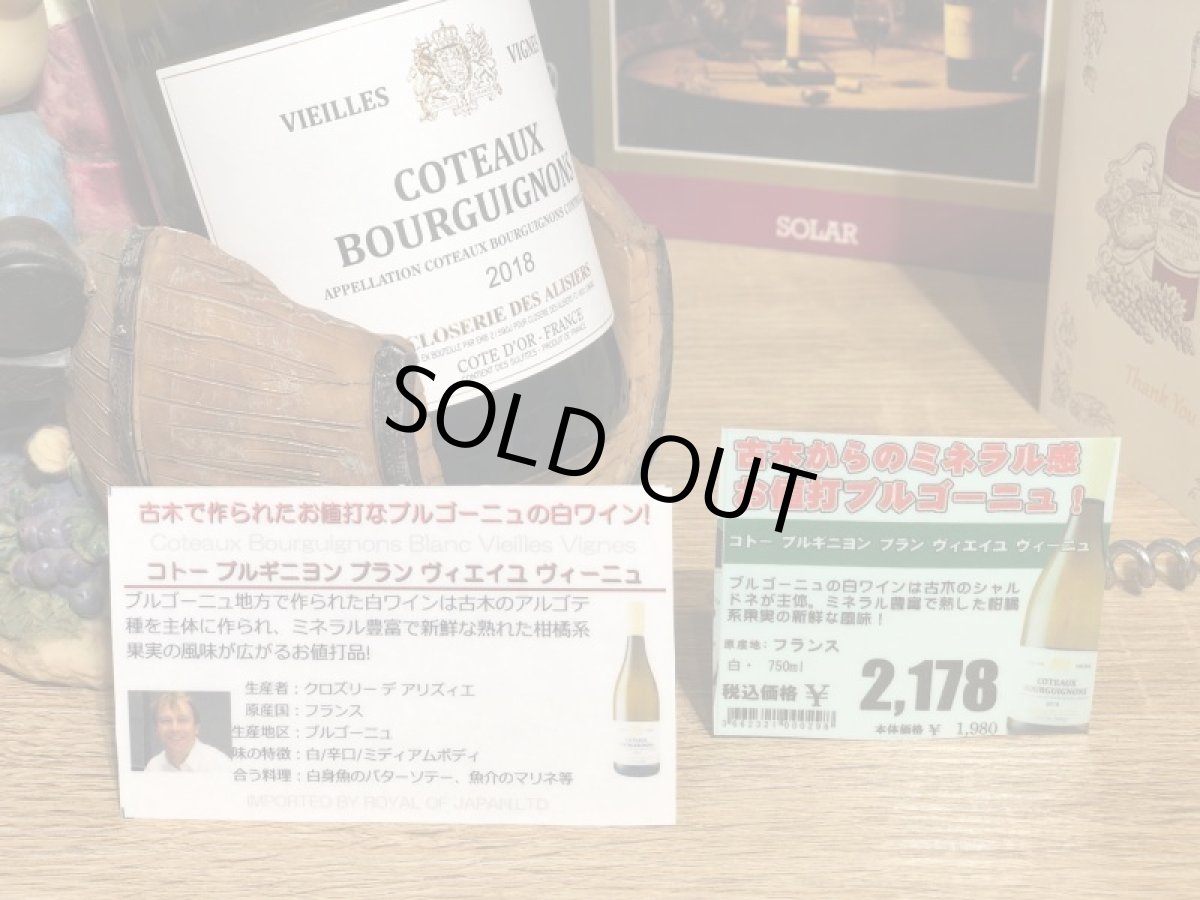 VIEILLES VIGNES
COTEAUX
BOURGUIGNONS
APPELLATION COTEAUX BOURGUIGNONS
2018
CLOSERIE DES ALISIERS
COTE D'OR - FRANCE
CONTIENT DES SULFITES - PRODUIT DE FRANCE
SOLAR
Thank You
SOLD OUT
古木で作られたお値打なブルゴーニュの白ワイン!
Coteaux Bourguignons Blanc Vieilles Vignes
コトー ブルギニヨン ブラン ヴィエイユ ヴィーニュ
ブルゴーニュ地方で作られた白ワインは古木のアルゴテ
種を主体に作られ、ミネラル豊富で新鮮な熟れた柑橘系
果実の風味が広がるお値打品!
生産者：クロズリー デ アリズィエ
原産国：フランス
生産地区：ブルゴーニュ
味の特徴：白/辛口/ミディアムボディ
合う料理：白身魚のバターソテー、魚介のマリネ等
IMPORTED BY ROYAL OF JAPAN.LTD
古木からのミネラル感
お値打ブルゴーニュ！
コトー ブルギニヨン ブラン ヴィエイユ ヴィーニュ
ブルゴーニュの白ワインは古木のシャル
ドネが主体。ミネラル豊富で熟した柑橘
系果実の新鮮な風味！
原産地：フランス
白・ 750ml
税込価格 ¥ 2,178
本体価格 ¥ 1,980
COTEAUX
BOURGUIGNONS